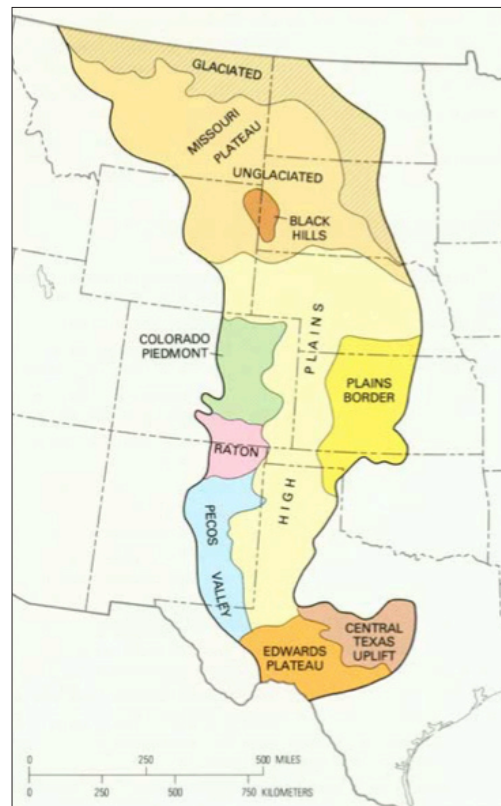 GLACIATED
MISSOURI
PLATEAU
UNGLACIATED
BLACK
HILLS
HIGH PLAINS
COLORADO
PIEDMONT
PLAINS
BORDER
RATON
PECOS VALLEY
CENTRAL
TEXAS
UPLIFT
EDWARDS
PLATEAU
0 250 500 MILES
0 250 500 750 KILOMETERS